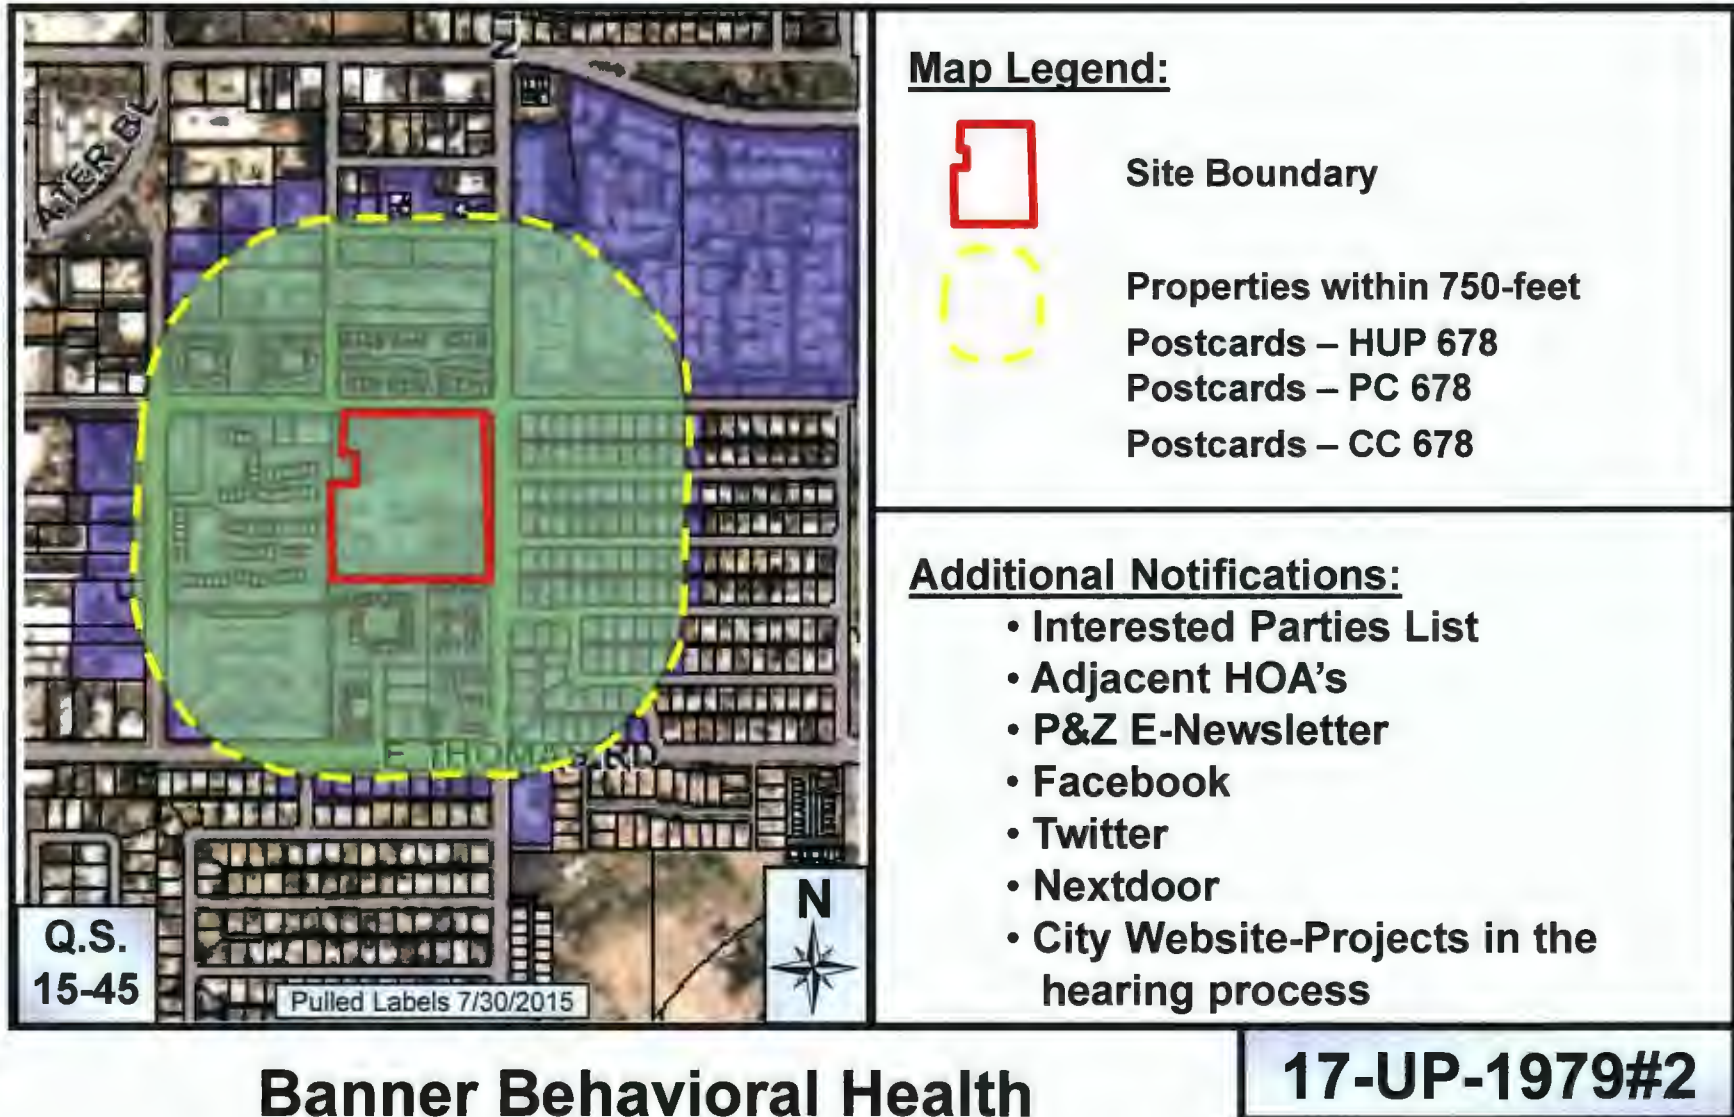 ATER BL
E THOMAS RD
Q.S.
15-45
Pulled Labels 7/30/2015
N
Map Legend:
Site Boundary
Properties within 750-feet
Postcards – HUP 678
Postcards – PC 678
Postcards – CC 678
Additional Notifications:
• Interested Parties List
• Adjacent HOA's
• P&Z E-Newsletter
• Facebook
• Twitter
• Nextdoor
• City Website-Projects in the
hearing process
Banner Behavioral Health
17-UP-1979#2